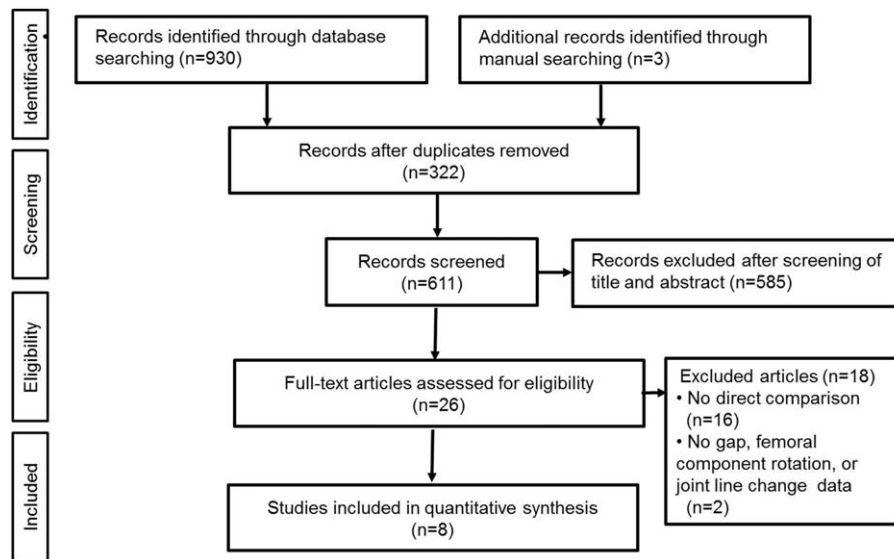 Identification
Records identified through database
searching (n=930)
Additional records identified through
manual searching (n=3)
Records after duplicates removed
(n=322)
Screening
Records screened
(n=611)
Records excluded after screening of
title and abstract (n=585)
Eligibility
Full-text articles assessed for eligibility
(n=26)
Excluded articles (n=18)
• No direct comparison
(n=16)
• No gap, femoral
component rotation, or
joint line change data
(n=2)
Included
Studies included in quantitative synthesis
(n=8)